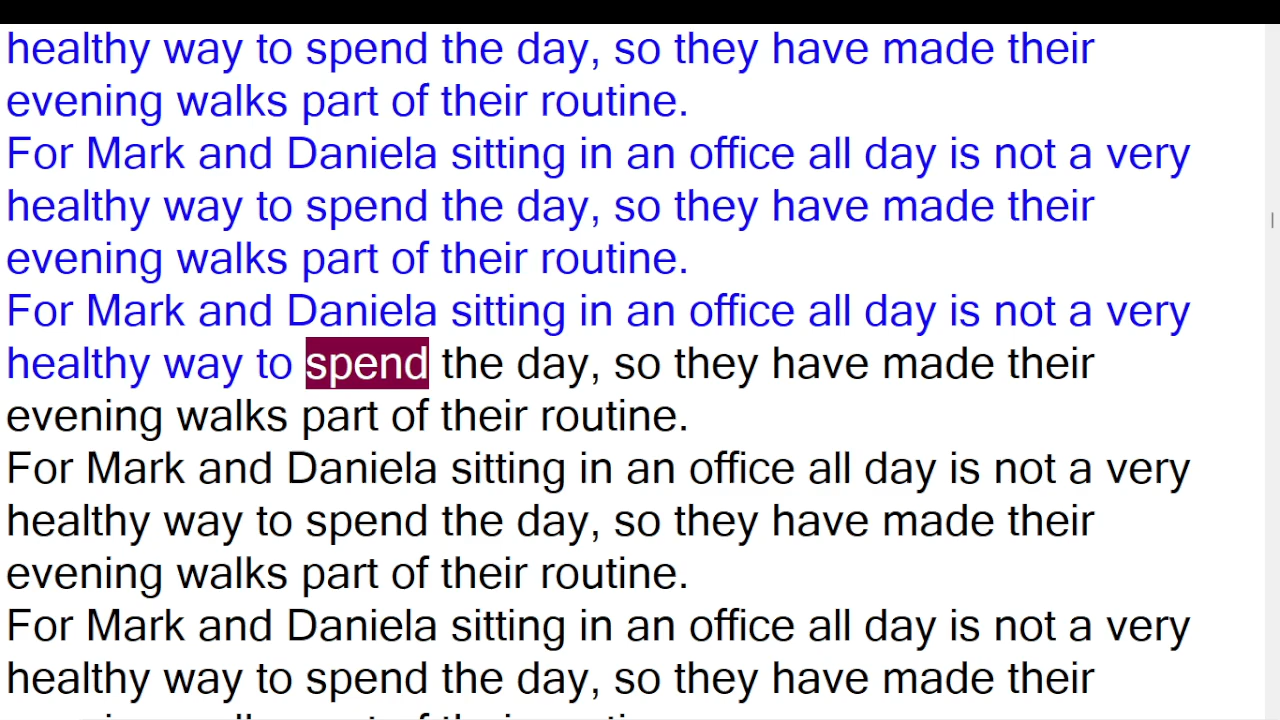 healthy way to spend the day, so they have made their
evening walks part of their routine.
For Mark and Daniela sitting in an office all day is not a very
healthy way to spend the day, so they have made their
evening walks part of their routine.
For Mark and Daniela sitting in an office all day is not a very
healthy way to spend the day, so they have made their
evening walks part of their routine.
For Mark and Daniela sitting in an office all day is not a very
healthy way to spend the day, so they have made their
evening walks part of their routine.
For Mark and Daniela sitting in an office all day is not a very
healthy way to spend the day, so they have made their